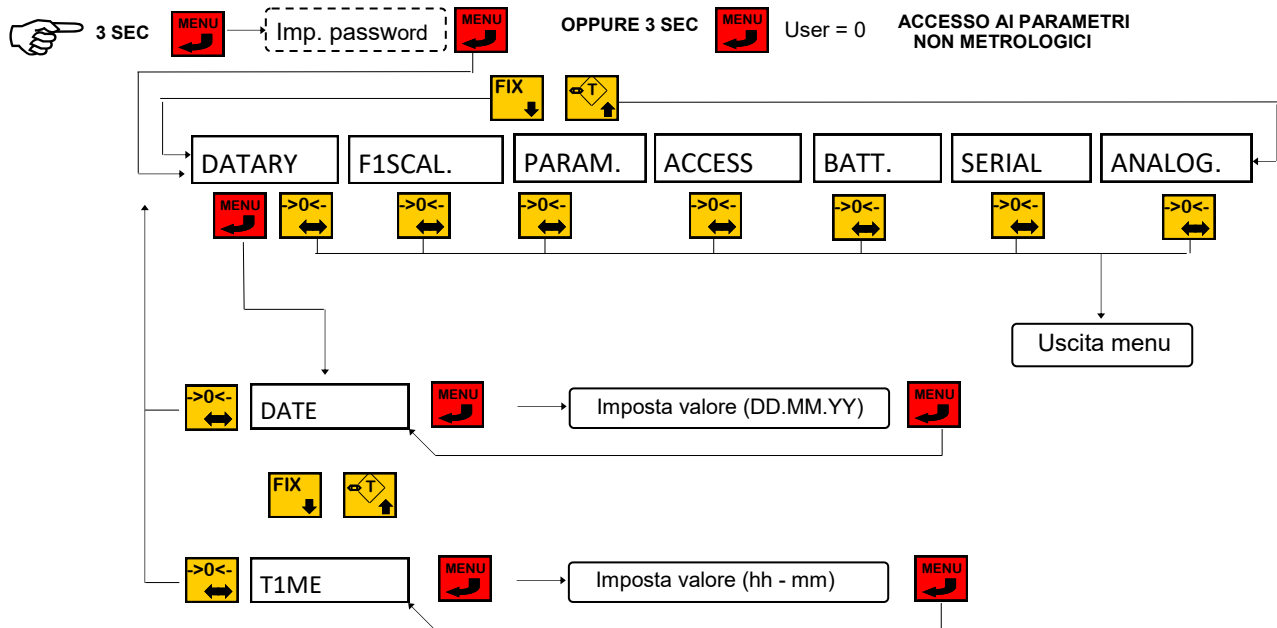 3 SEC MENU Imp. password MENU OPPURE 3 SEC MENU User = 0 ACCESSO AI PARAMETRI
NON METROLOGICI
FIX T
DATARY F1SCAL. PARAM. ACCESS BATT. SERIAL ANALOG.
MENU ->0<- ->0<- ->0<- ->0<- ->0<- ->0<- ->0<-
Uscita menu
->0<- DATE MENU Imposta valore (DD.MM.YY) MENU
FIX T
->0<- T1ME MENU Imposta valore (hh - mm) MENU